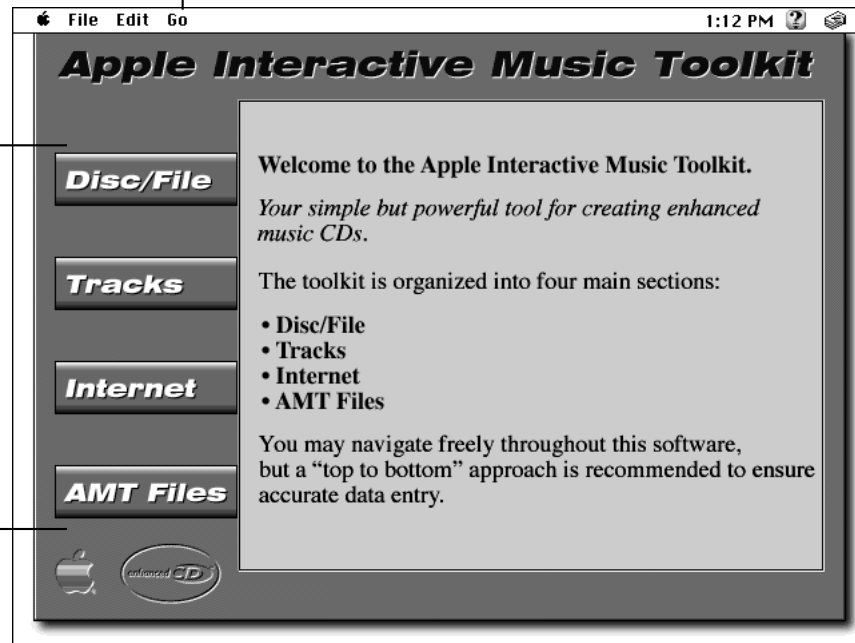 File Edit Go 1:12 PM
Apple Interactive Music Toolkit
Disc/File
Tracks
Internet
AMT Files
Welcome to the Apple Interactive Music Toolkit.
Your simple but powerful tool for creating enhanced
music CDs.
The toolkit is organized into four main sections:
• Disc/File
• Tracks
• Internet
• AMT Files
You may navigate freely throughout this software,
but a “top to bottom” approach is recommended to ensure
accurate data entry.
enhanced CD